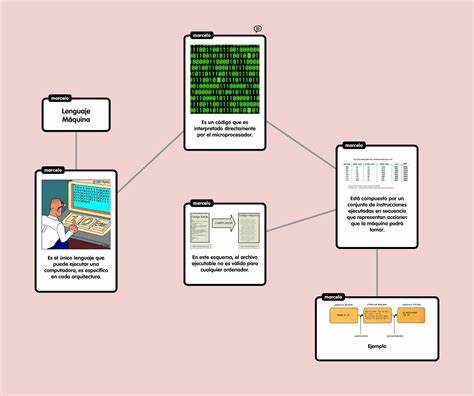 marcelo
Lenguaje
Máquina
marcelo
Es un código que es
interpretado directamente
por el microprocesador.
marcelo
Es el único lenguaje que
puede ejecutar una
computadora, es específico
en cada arquitectura.
marcelo
En este esquema, el archivo
ejecutable no es válido para
cualquier ordenador.
marcelo
Está compuesto por un
conjunto de instrucciones
ejecutadas en secuencia
que representan acciones
que la máquina podrá
tomar.
marcelo
Ejemplo